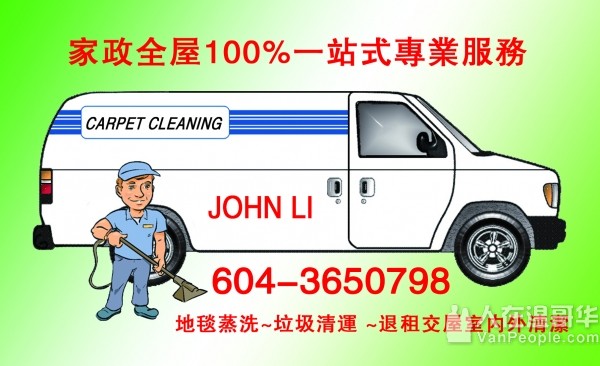 家政全屋100%一站式專業服務
CARPET CLEANING
JOHN LI
604-3650798
地毯蒸洗~垃圾清運 ~退租交屋室内外清潔
人在温哥华
VanPeople.com